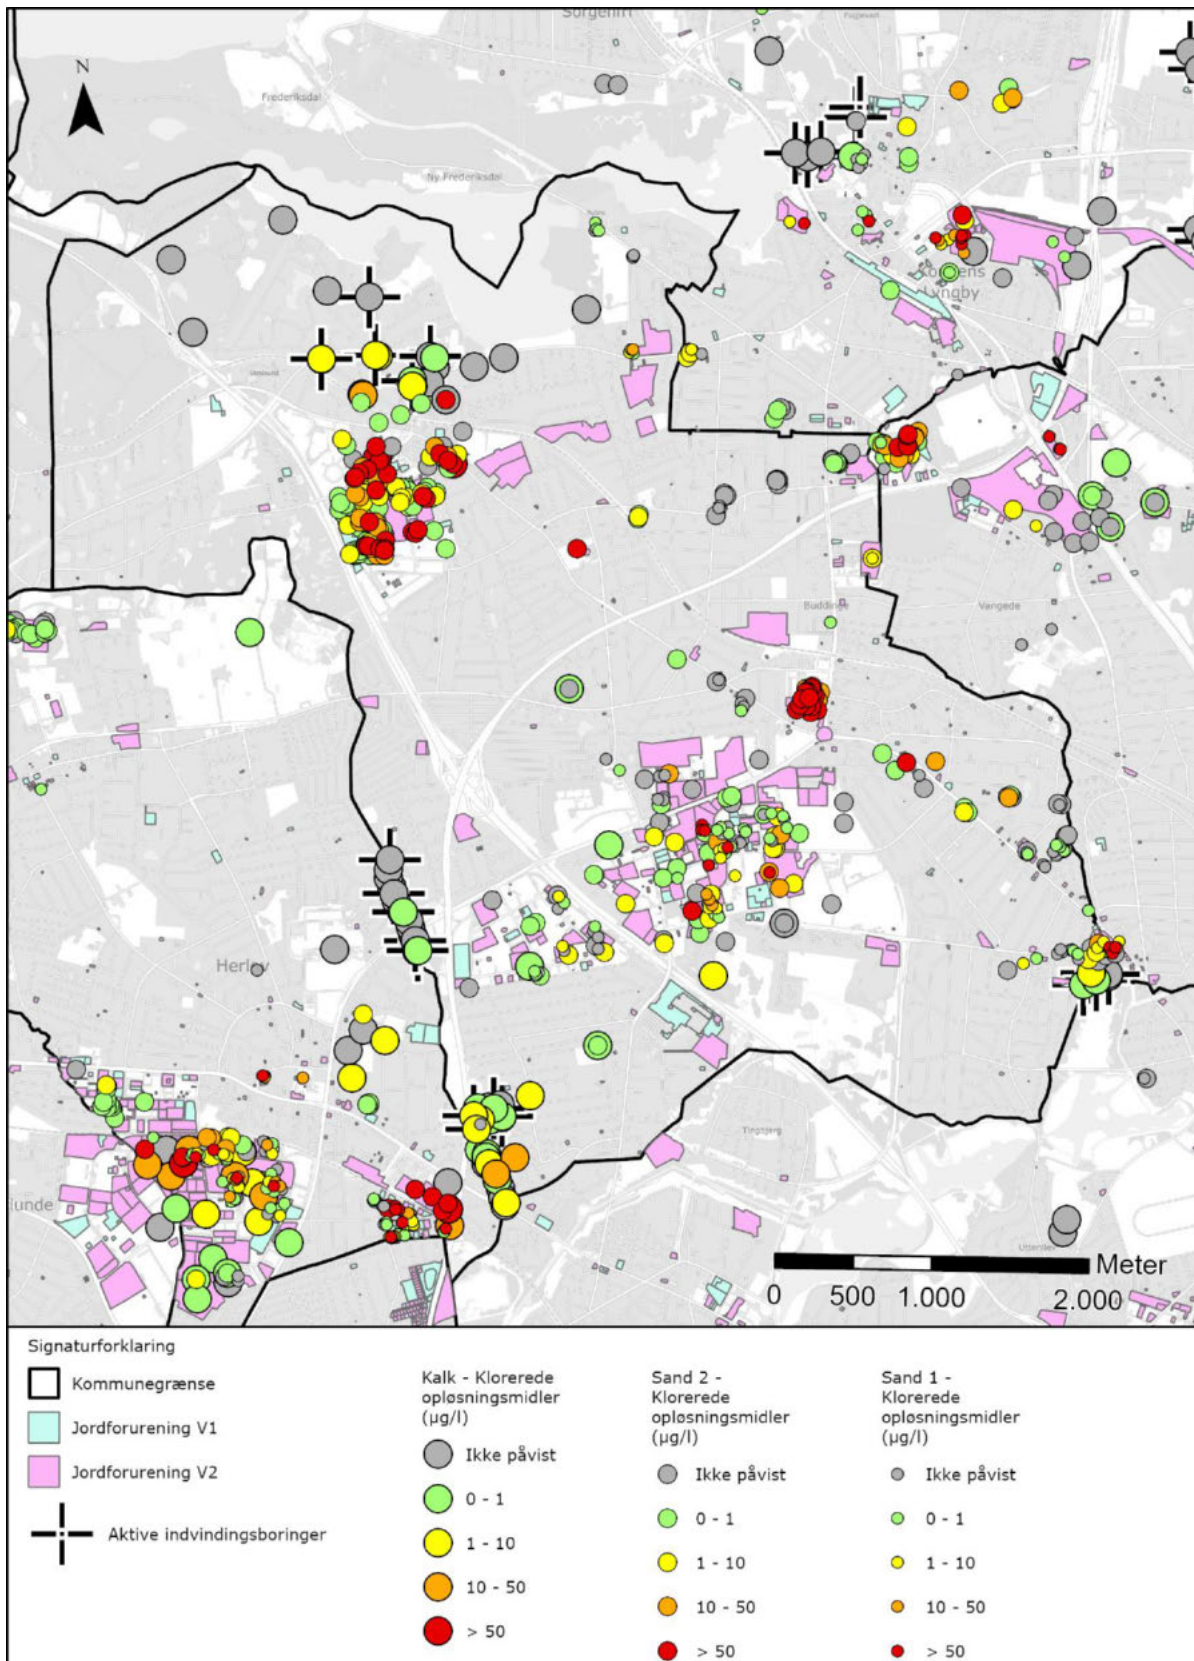 Sorgenfri
Fuglevad
N
Frederiksdal
Ny Frederiksdal
Kongens
Lyngby
Buddinge
Vangede
Herlev
Tingbjerg
lunde
Utterslev
Meter
0
500
1.000
2.000
Signaturforklaring
Kommunegrænse
Jordforurening V1
Jordforurening V2
Aktive indvindingsboringer
Kalk - Klorerede
opløsningsmidler
(µg/l)
Ikke påvist
0 - 1
1 - 10
10 - 50
> 50
Sand 2 -
Klorerede
opløsningsmidler
(µg/l)
Ikke påvist
0 - 1
1 - 10
10 - 50
> 50
Sand 1 -
Klorerede
opløsningsmidler
(µg/l)
Ikke påvist
0 - 1
1 - 10
10 - 50
> 50